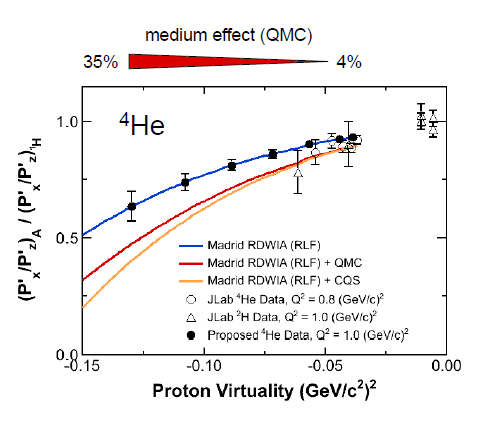 medium effect (QMC)
35% 4%
⁴He
(P'ₓ/P'_z)_A / (P'ₓ/P'_z)_¹H
1.0
0.5
0.0
Madrid RDWIA (RLF)
Madrid RDWIA (RLF) + QMC
Madrid RDWIA (RLF) + CQS
JLab ⁴He Data, Q² = 0.8 (GeV/c)²
JLab ²H Data, Q² = 1.0 (GeV/c)²
Proposed ⁴He Data, Q² = 1.0 (GeV/c)²
-0.15 -0.10 -0.05 0.00
Proton Virtuality (GeV/c²)²